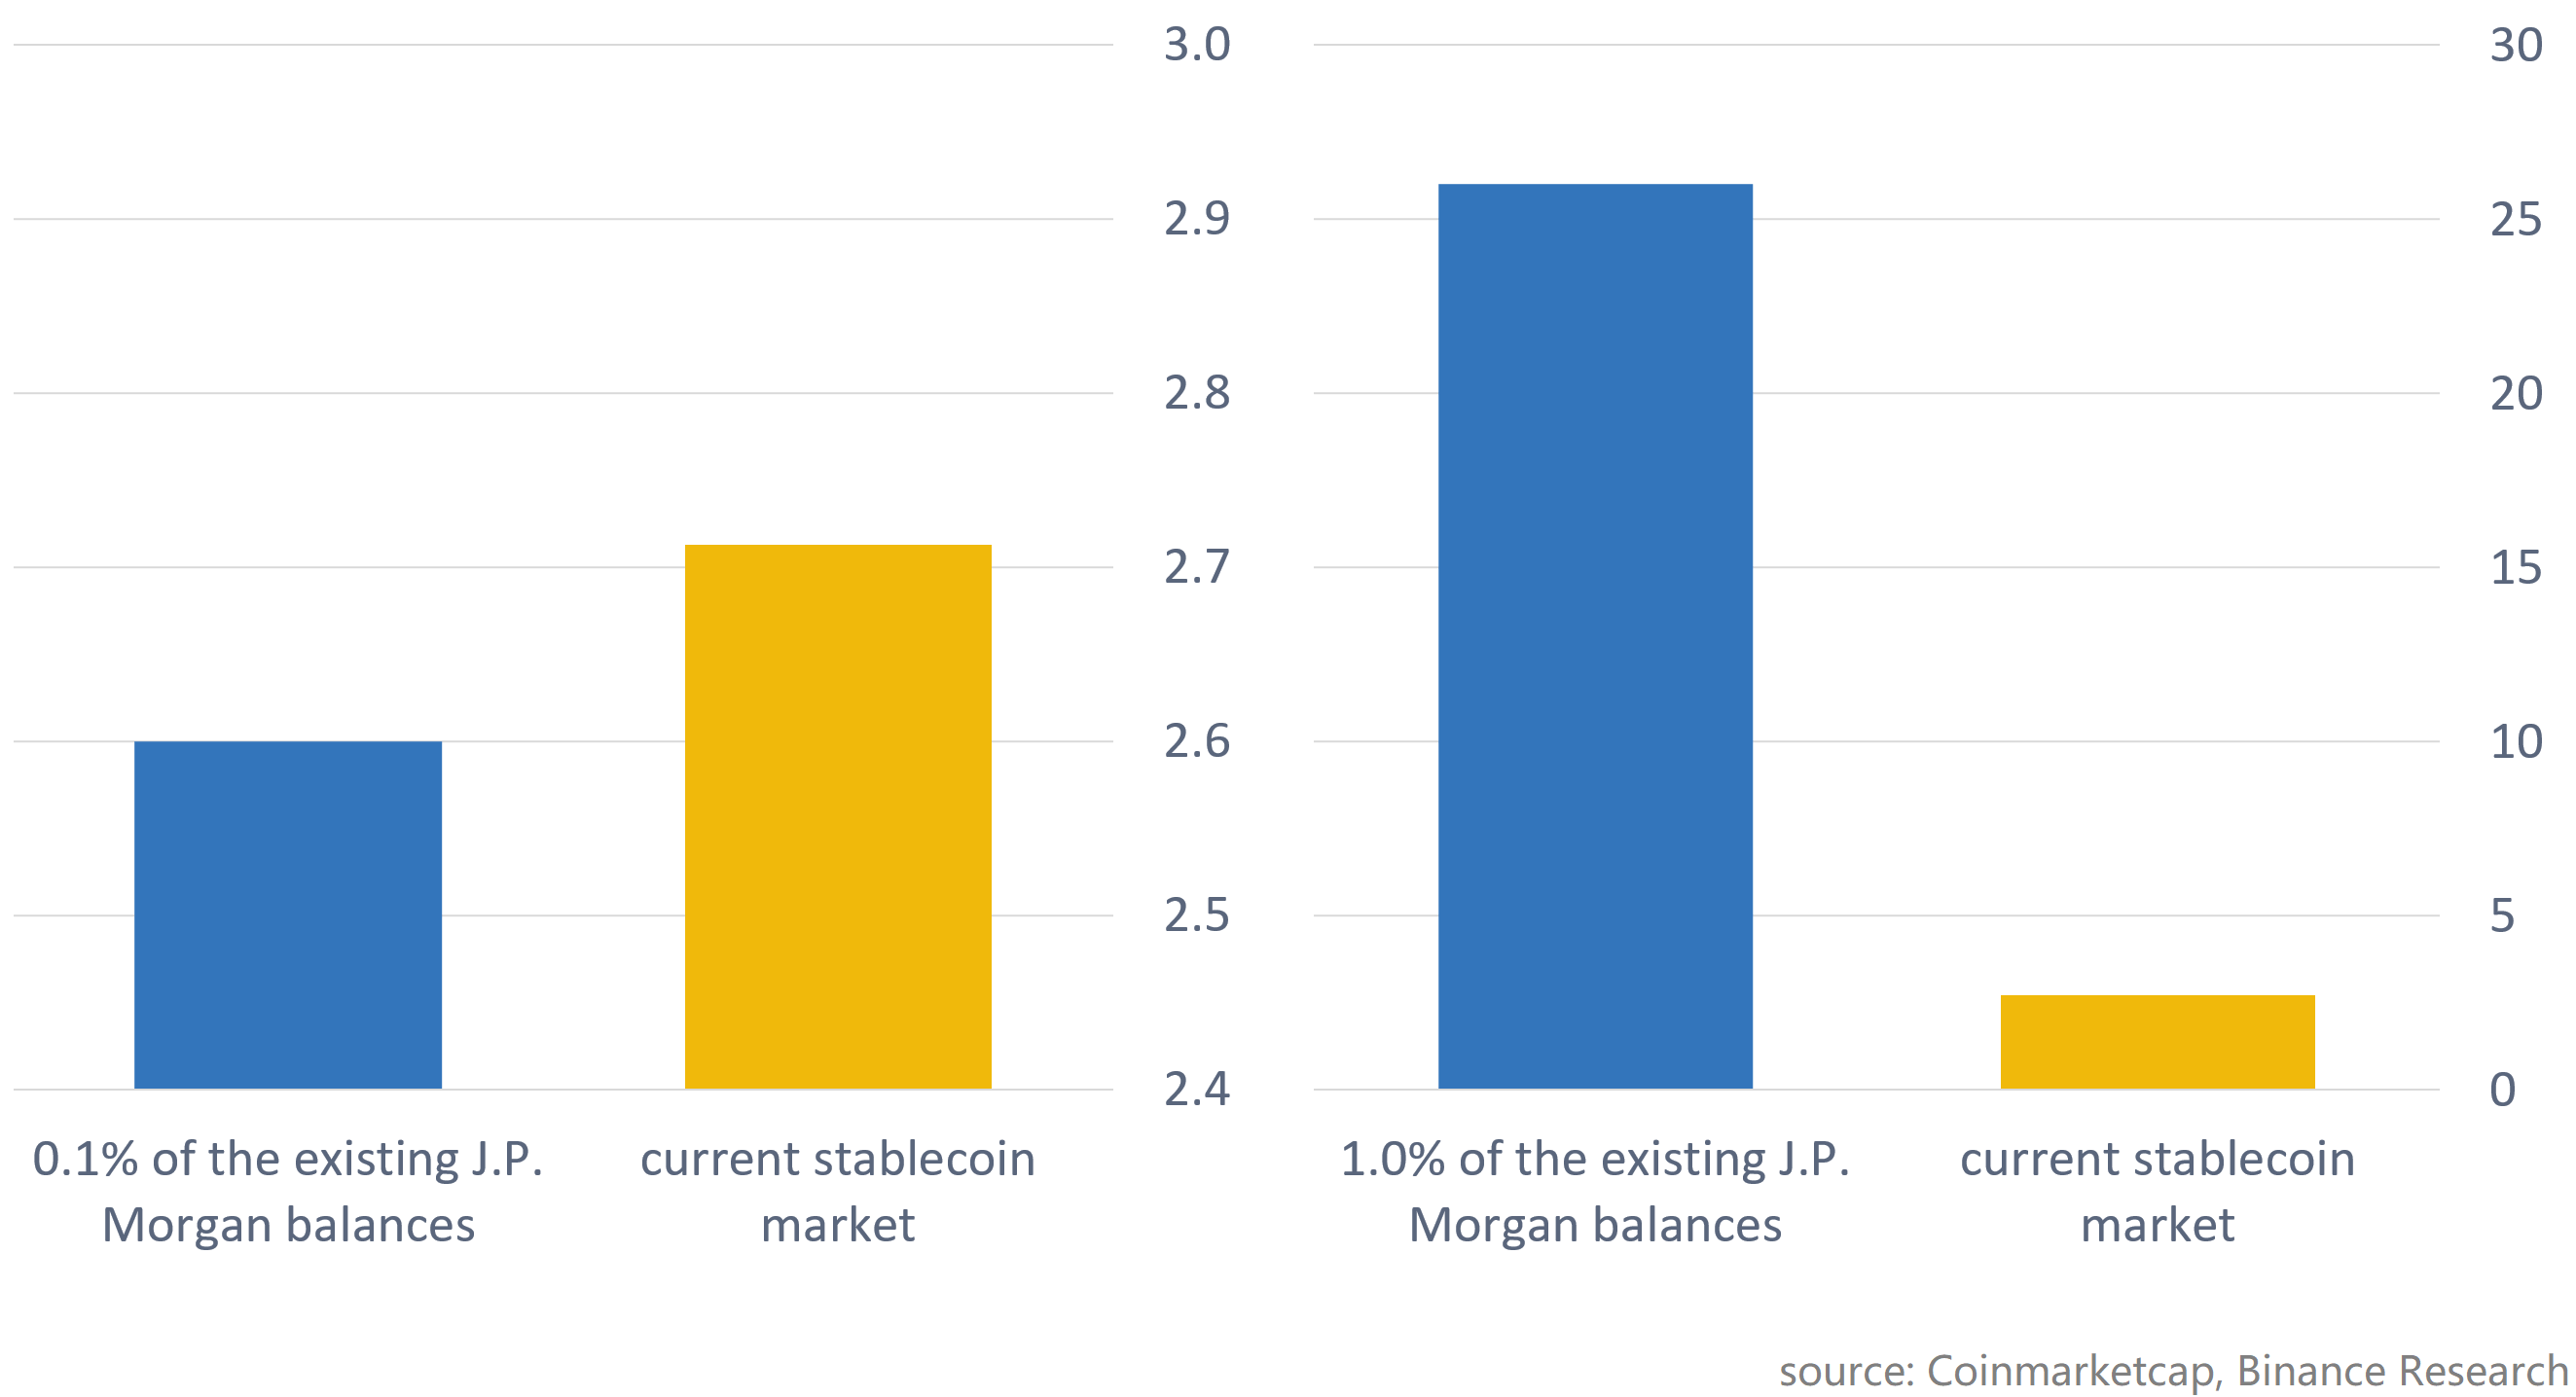 3.0
2.9
2.8
2.7
2.6
2.5
2.4
0.1% of the existing J.P.
Morgan balances
current stablecoin
market
30
25
20
15
10
5
0
1.0% of the existing J.P.
Morgan balances
current stablecoin
market
source: Coinmarketcap, Binance Research